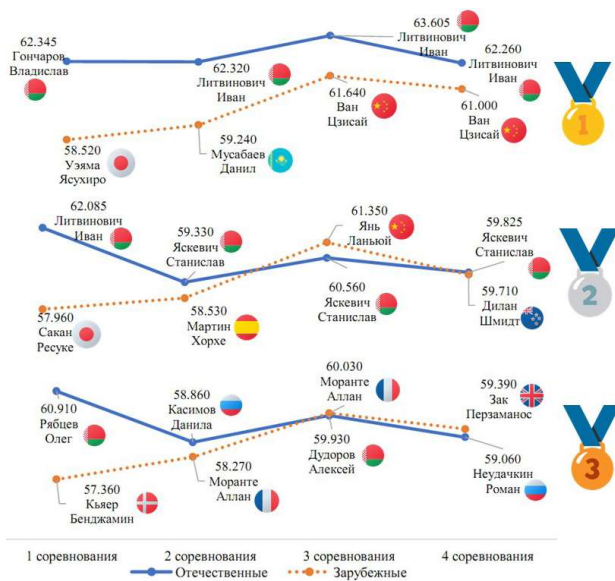 62.345
Гончаров
Владислав
62.320
Литвинович
Иван
63.605
Литвинович
Иван
62.260
Литвинович
Иван
58.520
Уэяма
Ясухиро
59.240
Мусабаев
Данил
61.640
Ван
Цзисай
61.000
Ван
Цзисай
1
62.085
Литвинович
Иван
59.330
Яскевич
Станислав
61.350
Янь
Ланьюй
59.825
Яскевич
Станислав
57.960
Сакан
Ресуке
58.530
Мартин
Хорхе
60.560
Яскевич
Станислав
59.710
Дилан
Шмидт
2
60.910
Рябцев
Олег
58.860
Касимов
Данила
60.030
Моранте
Аллан
59.390
Зак
Перзаманос
57.360
Кьяер
Бенджамин
58.270
Моранте
Аллан
59.930
Дудоров
Алексей
59.060
Неудачкин
Роман
3
1 соревнования 2 соревнования 3 соревнования 4 соревнования
Отечественные Зарубежные